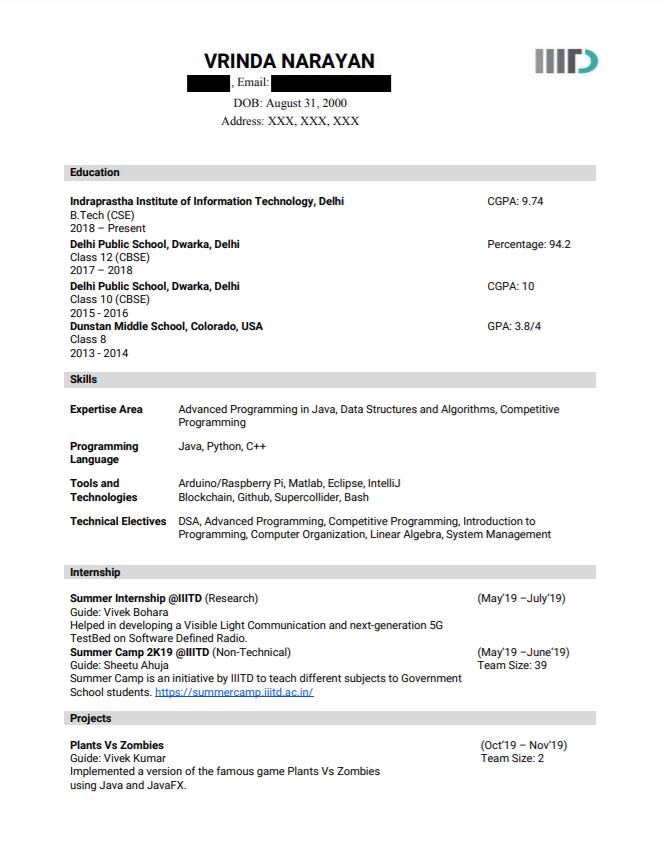 VRINDA NARAYAN
IIITD
, Email:
DOB: August 31, 2000
Address: XXX, XXX, XXX
Education
Indraprastha Institute of Information Technology, Delhi CGPA: 9.74
B.Tech (CSE)
2018 – Present
Delhi Public School, Dwarka, Delhi Percentage: 94.2
Class 12 (CBSE)
2017 – 2018
Delhi Public School, Dwarka, Delhi CGPA: 10
Class 10 (CBSE)
2015 - 2016
Dunstan Middle School, Colorado, USA GPA: 3.8/4
Class 8
2013 - 2014
Skills
Expertise Area Advanced Programming in Java, Data Structures and Algorithms, Competitive
Programming
Programming Java, Python, C++
Language
Tools and Arduino/Raspberry Pi, Matlab, Eclipse, IntelliJ
Technologies Blockchain, Github, Supercollider, Bash
Technical Electives DSA, Advanced Programming, Competitive Programming, Introduction to
Programming, Computer Organization, Linear Algebra, System Management
Internship
Summer Internship @IIITD (Research) (May'19 –July'19)
Guide: Vivek Bohara
Helped in developing a Visible Light Communication and next-generation 5G
TestBed on Software Defined Radio.
Summer Camp 2K19 @IIITD (Non-Technical) (May'19 –June'19)
Guide: Sheetu Ahuja Team Size: 39
Summer Camp is an initiative by IIITD to teach different subjects to Government
School students. https://summercamp.iiitd.ac.in/
Projects
Plants Vs Zombies (Oct'19 – Nov'19)
Guide: Vivek Kumar Team Size: 2
Implemented a version of the famous game Plants Vs Zombies
using Java and JavaFX.